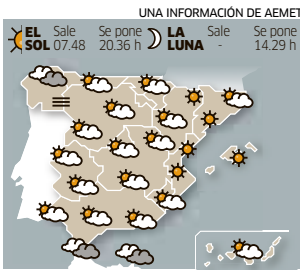 UNA INFORMACIÓN DE AEMET
EL SOL Sale 07.48 Se pone 20.36 h LA LUNA Sale - Se pone 14.29 h